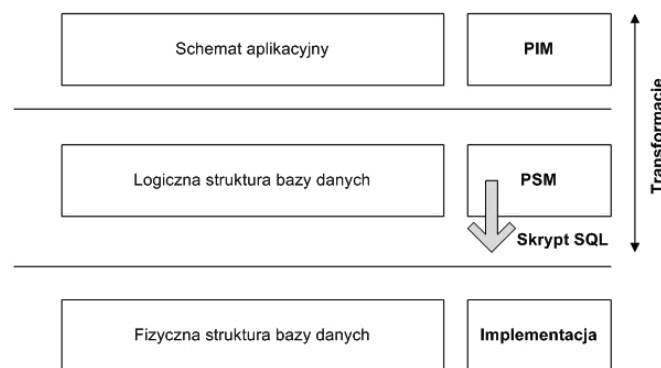 Schemat aplikacyjny
PIM
Transformacje
Logiczna struktura bazy danych
PSM
Skrypt SQL
Fizyczna struktura bazy danych
Implementacja